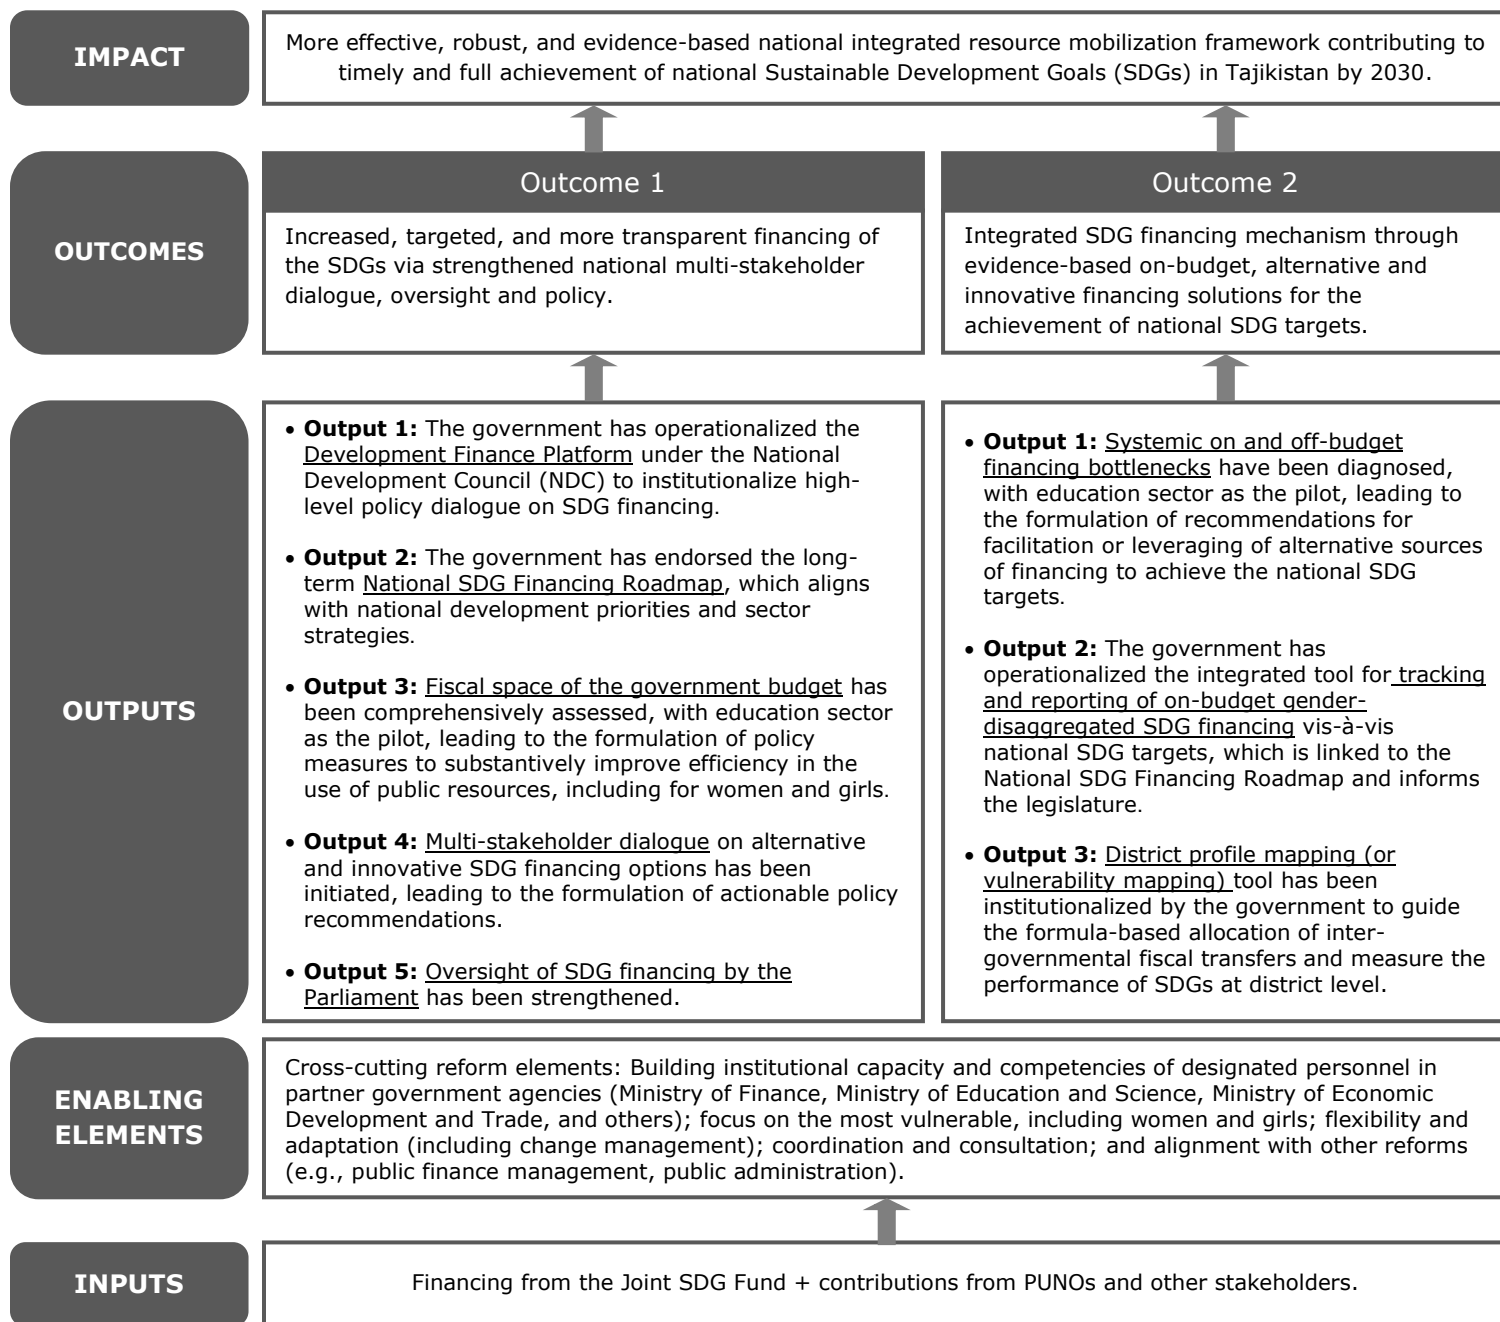 IMPACT
More effective, robust, and evidence-based national integrated resource mobilization framework contributing to
timely and full achievement of national Sustainable Development Goals (SDGs) in Tajikistan by 2030.
OUTCOMES
Outcome 1
Increased, targeted, and more transparent financing of
the SDGs via strengthened national multi-stakeholder
dialogue, oversight and policy.
Outcome 2
Integrated SDG financing mechanism through
evidence-based on-budget, alternative and
innovative financing solutions for the
achievement of national SDG targets.
OUTPUTS
• Output 1: The government has operationalized the
Development Finance Platform under the National
Development Council (NDC) to institutionalize high-
level policy dialogue on SDG financing.
• Output 2: The government has endorsed the long-
term National SDG Financing Roadmap, which aligns
with national development priorities and sector
strategies.
• Output 3: Fiscal space of the government budget has
been comprehensively assessed, with education sector
as the pilot, leading to the formulation of policy
measures to substantively improve efficiency in the
use of public resources, including for women and girls.
• Output 4: Multi-stakeholder dialogue on alternative
and innovative SDG financing options has been
initiated, leading to the formulation of actionable policy
recommendations.
• Output 5: Oversight of SDG financing by the
Parliament has been strengthened.
• Output 1: Systemic on and off-budget
financing bottlenecks have been diagnosed,
with education sector as the pilot, leading to
the formulation of recommendations for
facilitation or leveraging of alternative sources
of financing to achieve the national SDG
targets.
• Output 2: The government has
operationalized the integrated tool for tracking
and reporting of on-budget gender-
disaggregated SDG financing vis-à-vis
national SDG targets, which is linked to the
National SDG Financing Roadmap and informs
the legislature.
• Output 3: District profile mapping (or
vulnerability mapping) tool has been
institutionalized by the government to guide
the formula-based allocation of inter-
governmental fiscal transfers and measure the
performance of SDGs at district level.
ENABLING
ELEMENTS
Cross-cutting reform elements: Building institutional capacity and competencies of designated personnel in
partner government agencies (Ministry of Finance, Ministry of Education and Science, Ministry of Economic
Development and Trade, and others); focus on the most vulnerable, including women and girls; flexibility and
adaptation (including change management); coordination and consultation; and alignment with other reforms
(e.g., public finance management, public administration).
INPUTS
Financing from the Joint SDG Fund + contributions from PUNOs and other stakeholders.